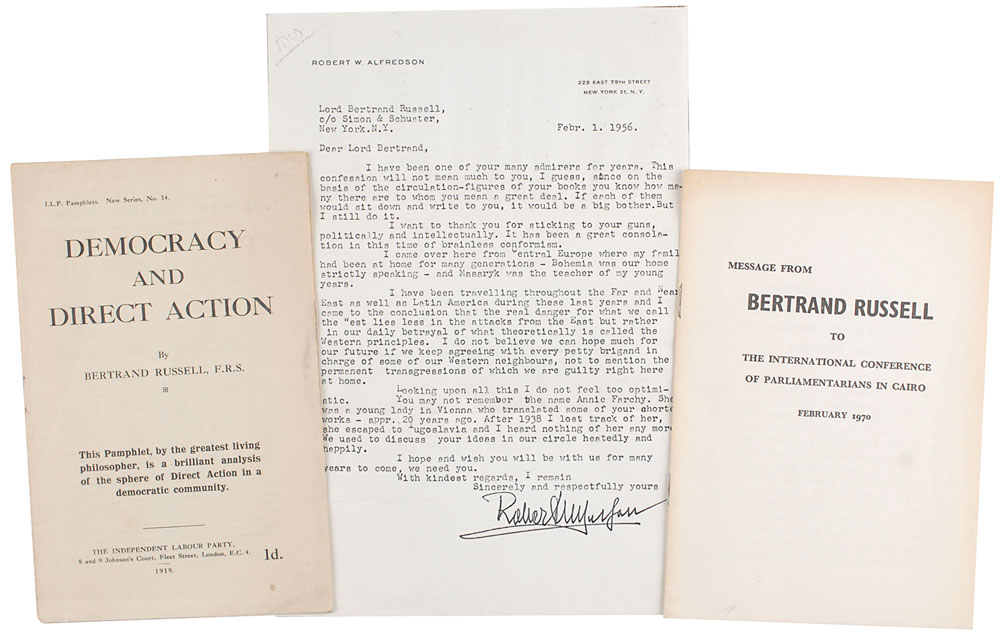 I.L.P. Pamphlets. New Series, No. 14.
DEMOCRACY
AND
DIRECT ACTION
By
BERTRAND RUSSELL, F.R.S.
This Pamphlet, by the greatest living
philosopher, is a brilliant analysis
of the sphere of Direct Action in a
democratic community.
THE INDEPENDENT LABOUR PARTY,
8 and 9 Johnson's Court, Fleet Street, London, E.C. 4.
1d.
1919.
ROBERT W. ALFREDSON
229 EAST 79TH STREET
NEW YORK 21, N. Y.
Lord Bertrand Russell,
c/o Simon & Schuster,
New York.N.Y.
Febr. 1. 1956.
Dear Lord Bertrand,
I have been one of your many admirers for years. This
confession will not mean much to you, I guess, since on the
basis of the circulation-figures of your books you know how ma-
ny there are to whom you mean a great deal. If each of them
would sit down and write to you, it would be a big bother.But
I still do it.
I want to thank you for sticking to your guns,
politically and intellectually. It has been a great consola-
tion in this time of brainless conformism.
I came over here from "entral Europe where my famil
had been at home for many generations - Bohemia was our home
strictly speaking - and Masaryk was the teacher of my young
years.
I have been travelling throughout the Far and "ear
East as well as Latin America during these last years and I
came to the conclusion that the real danger for what we call
the "est lies less in the attacks from the East but rather
in our daily betrayal of what theoretically is called the
Western principles. I do not believe we can hope much for
our future if we keep agreeing with every petty brigand in
charge of some of our Western neighbours, not to mention the
permanent transgressions of which we are guilty right here
at home.
Looking upon all this I do not feel too optimi-
stic. You may not remember the name Annie Farchy. She
was a young lady in Vienna who translated some of your shorte
works - appr. 20 years ago. After 1938 I lost track of her,
she escaped to "ugoslavia and I heard nothing of her any more
We used to discuss your ideas in our circle heatedly and
happily.
I hope and wish you will be with us for many
years to come, we need you.
With kindest regards, I remain
Sincerely and respectfully yours
MESSAGE FROM
BERTRAND RUSSELL
TO
THE INTERNATIONAL CONFERENCE
OF PARLIAMENTARIANS IN CAIRO
FEBRUARY 1970